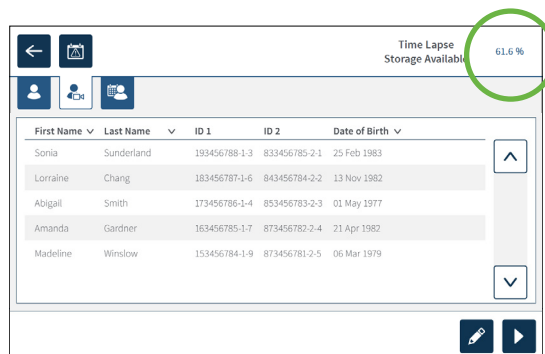 Time Lapse
Storage Available 61.6 %
First Name Last Name ID 1 ID 2 Date of Birth
Sonia Sunderland 193456788-1-3 833456785-2-1 25 Feb 1983
Lorraine Chang 183456787-1-6 843456784-2-2 13 Nov 1982
Abigail Smith 173456786-1-4 853456783-2-3 01 May 1977
Amanda Gardner 163456785-1-7 873456782-2-4 21 Apr 1982
Madeline Winslow 153456784-1-9 873456781-2-5 06 Mar 1979